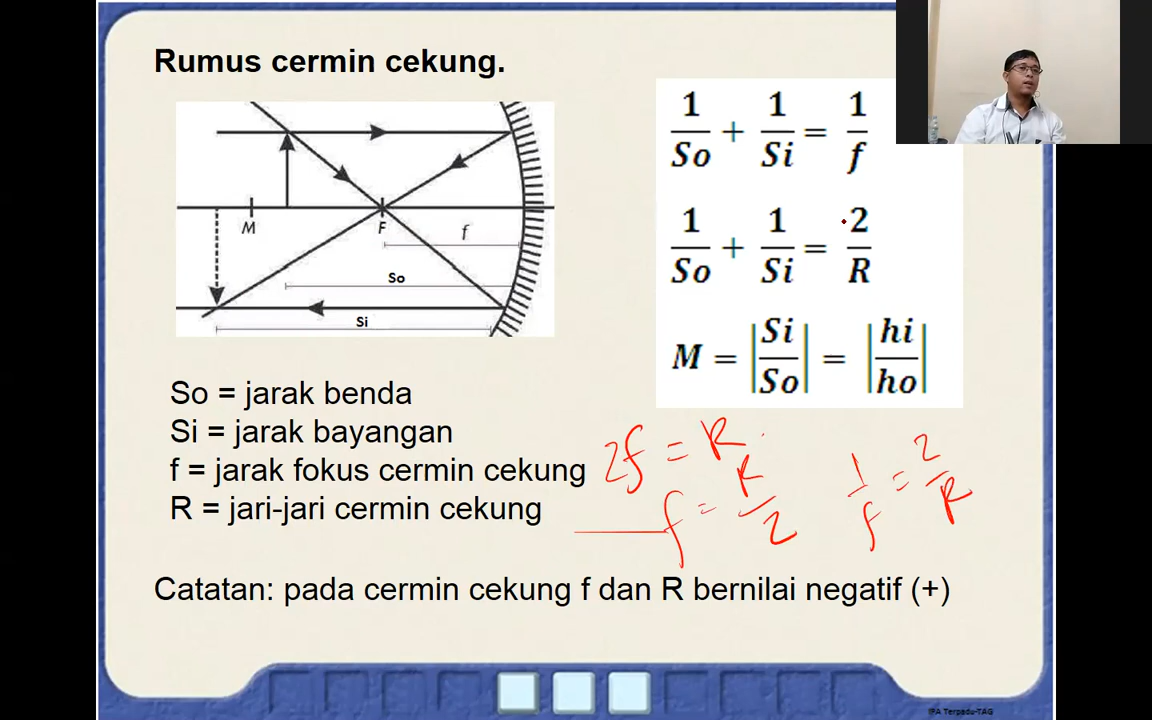 Rumus cermin cekung.
M
F
f
So
Si
1/So + 1/Si = 1/f
1/So + 1/Si = 2/R
M = |Si/So| = |hi/ho|
So = jarak benda
Si = jarak bayangan
f = jarak fokus cermin cekung
R = jari-jari cermin cekung
2f = R
f = R/2
1/f = 2/R
Catatan: pada cermin cekung f dan R bernilai negatif (+)
IPA Terpadu-TAG